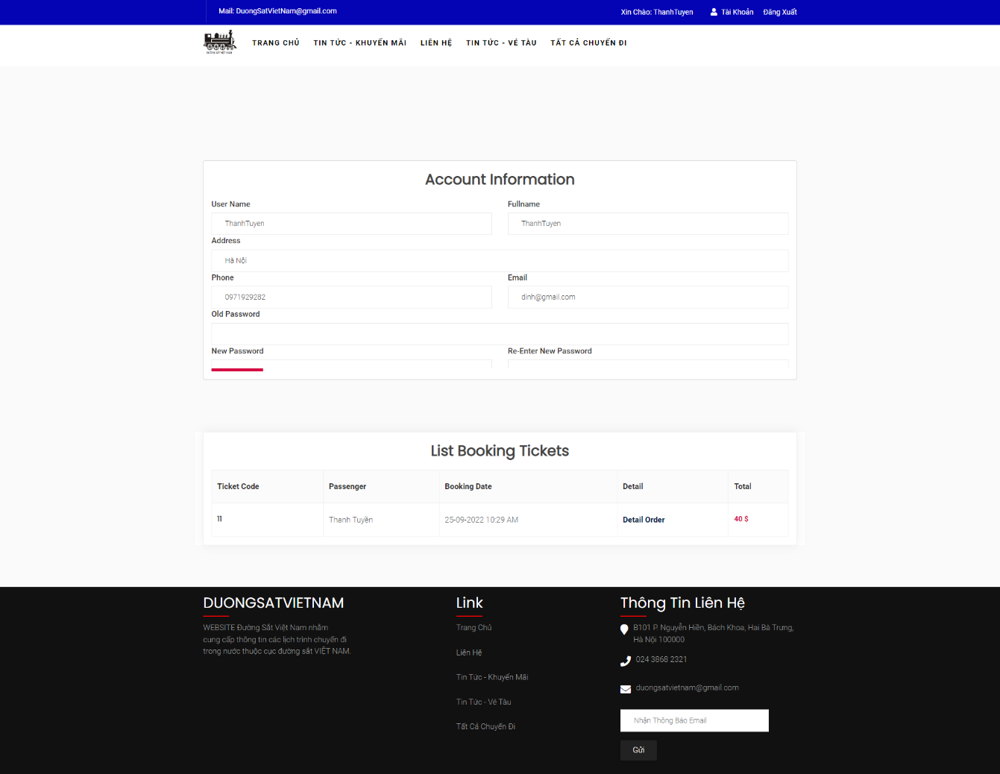 Mail: DuongSatVietNam@gmail.com
Xin Chào: ThanhTuyen
Tài Khoản
Đăng Xuất
ĐƯỜNG SẮT VIỆT NAM
TRANG CHỦ
TIN TỨC - KHUYẾN MÃI
LIÊN HỆ
TIN TỨC - VÉ TÀU
TẤT CẢ CHUYẾN ĐI
Account Information
User Name
Fullname
ThanhTuyen
ThanhTuyen
Address
Hà Nội
Phone
Email
0971929282
dinh@gmail.com
Old Password
New Password
Re-Enter New Password
List Booking Tickets
Ticket Code
Passenger
Booking Date
Detail
Total
11
Thanh Tuyền
25-09-2022 10:29 AM
Detail Order
40 $
DUONGSATVIETNAM
WEBSITE Đường Sắt Việt Nam nhằm
cung cấp thông tin các lịch trình chuyến đi
trong nước thuộc cục đường sắt VIỆT NAM.
Link
Trang Chủ
Liên Hệ
Tin Tức - Khuyến Mãi
Tin Tức - Vé Tàu
Tất Cả Chuyến Đi
Thông Tin Liên Hệ
B101 P. Nguyễn Hiền, Bách Khoa, Hai Bà Trưng,
Hà Nội 100000
024 3868 2321
duongsatvietnam@gmail.com
Nhận Thông Báo Email
Gửi